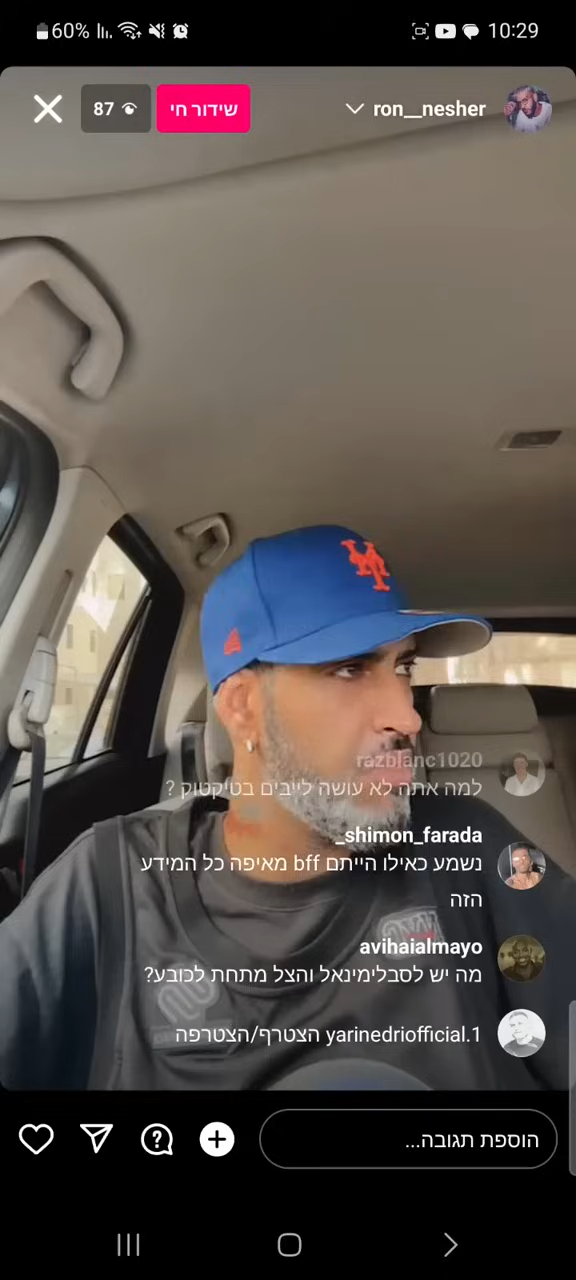 60%
10:29
87
שידור חי
ron__nesher
razblanc1020
למה אתה לא עושה לייבים בטיקטוק ?
_shimon_farada
נשמע כאילו הייתם bff מאיפה כל המידע
הזה
avihaialmayo
מה יש לסבלימינאל והצל מתחת לכובע?
yarinedriofficial.1 הצטרף/הצטרפה
הוספת תגובה...